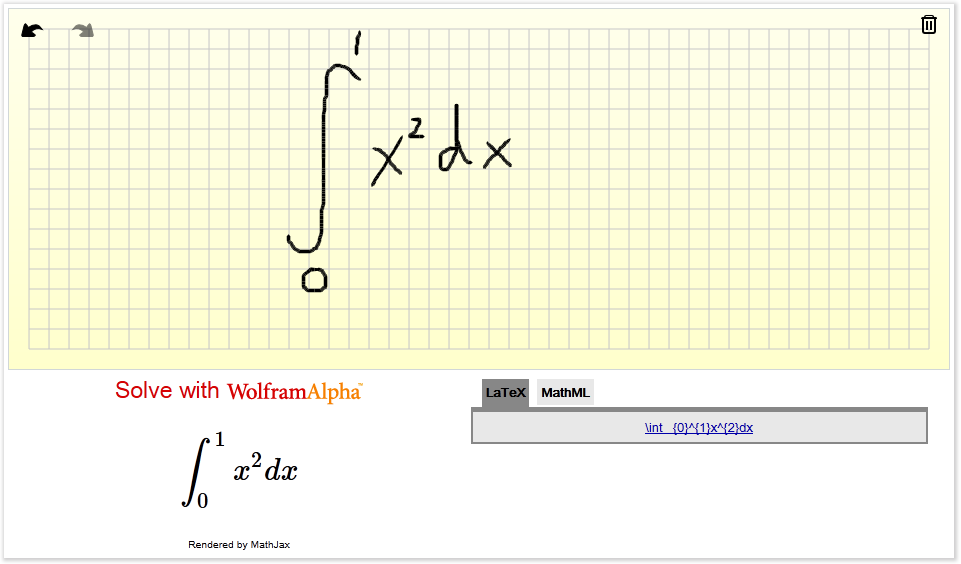 ∫₀¹ x² dx
Solve with WolframAlpha™
LaTeX MathML
\int _{0}^{1}x^{2}dx
∫₀¹ x² dx
Rendered by MathJax